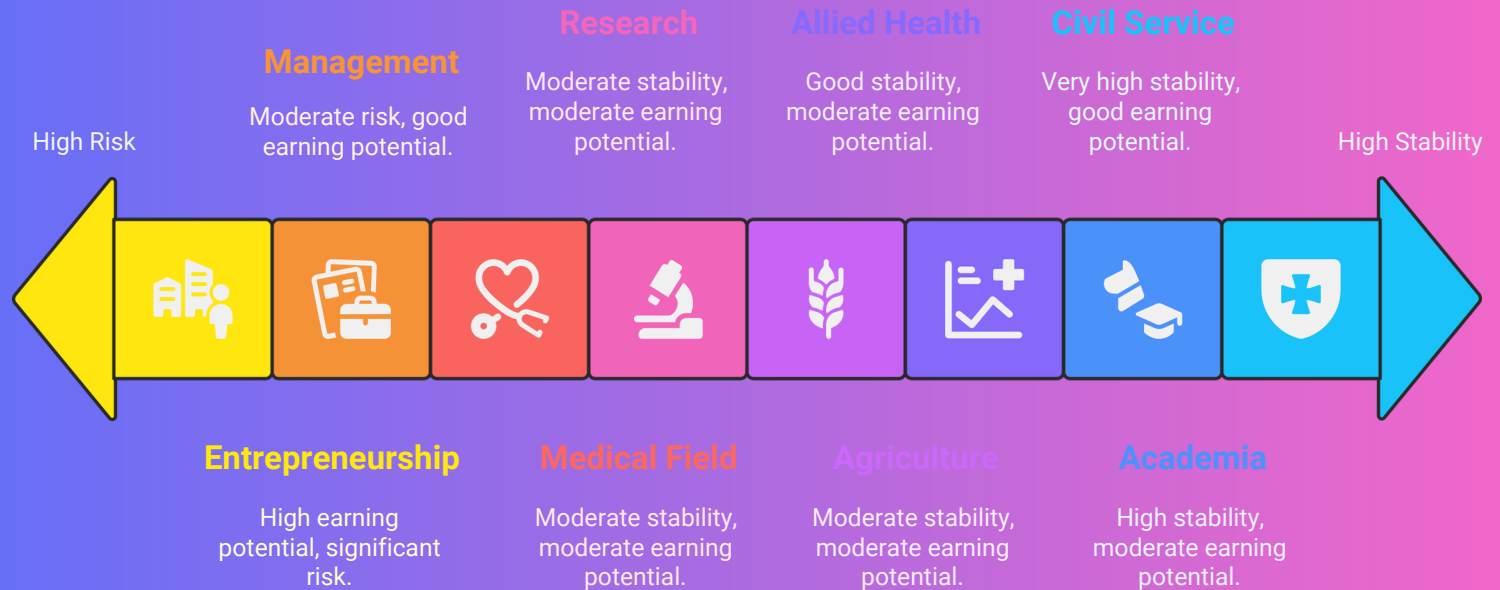 Research
Allied Health
Civil Service
Management
Moderate stability,
moderate earning
potential.
Good stability,
moderate earning
potential.
Very high stability,
good earning
potential.
Moderate risk, good
earning potential.
High Risk
High Stability
Entrepreneurship
High earning
potential, significant
risk.
Medical Field
Moderate stability,
moderate earning
potential.
Agriculture
Moderate stability,
moderate earning
potential.
Academia
High stability,
moderate earning
potential.